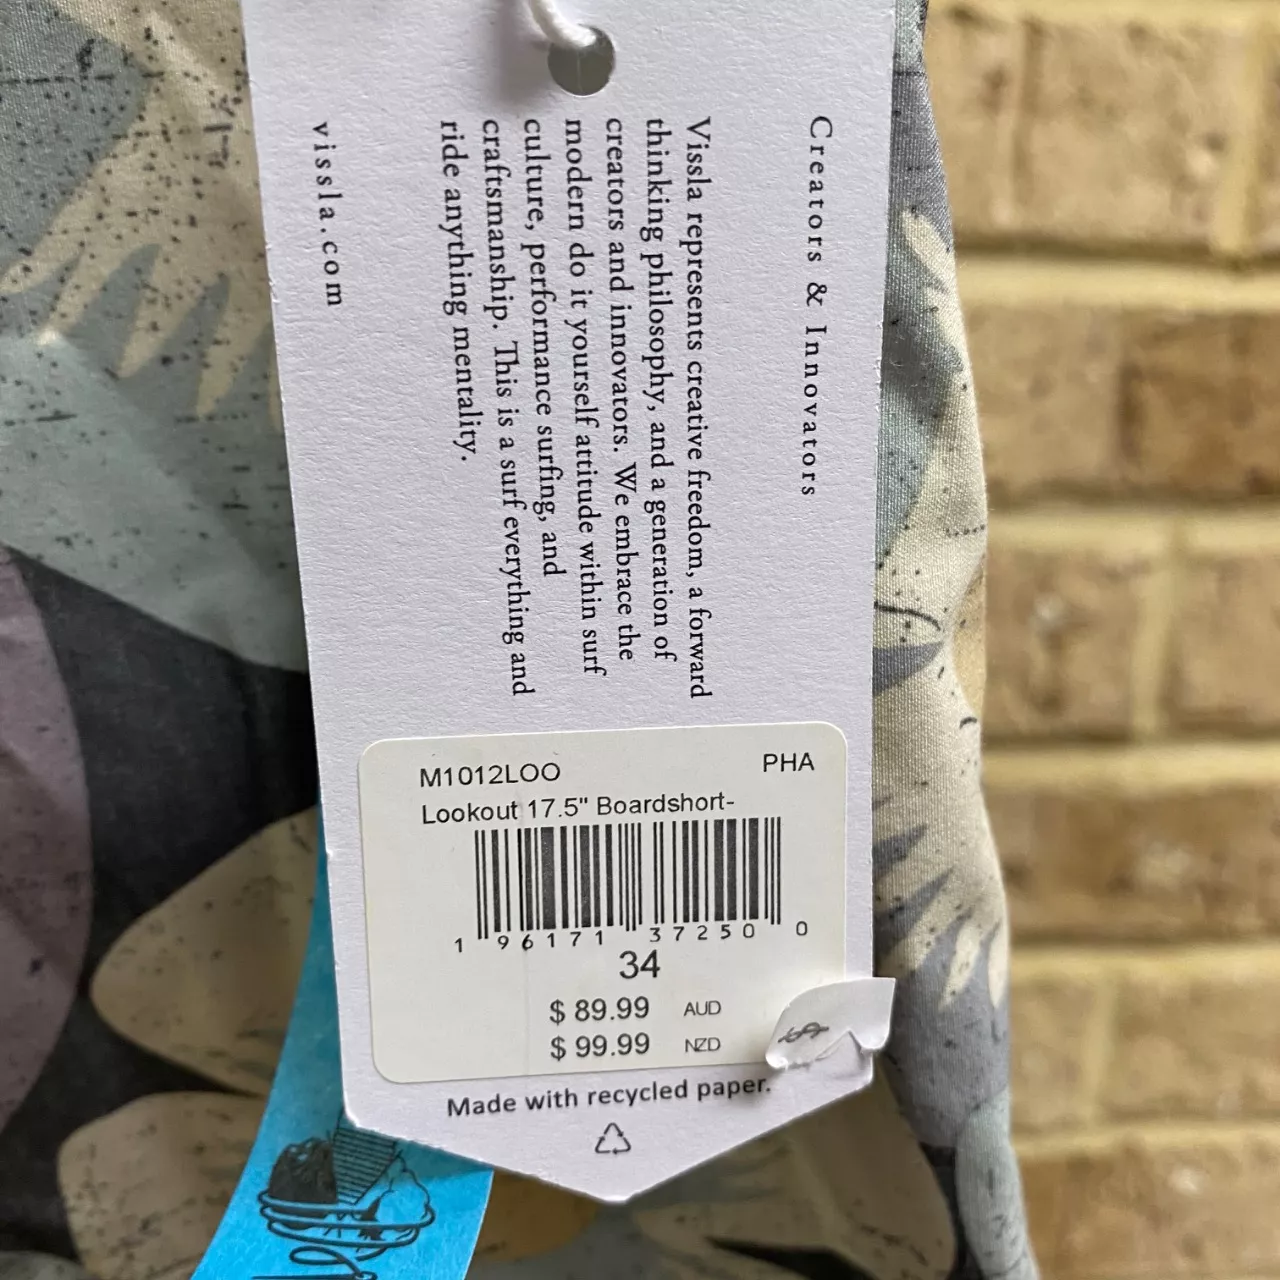 Creators & Innovators
Vissla represents creative freedom, a forward
thinking philosophy, and a generation of
creators and innovators. We embrace the
modern do it yourself attitude within surf
culture, performance surfing, and
craftsmanship. This is a surf everything and
ride anything mentality.
vissla.com
M1012LOO PHA
Lookout 17.5" Boardshort-
1 96171 37250 0
34
$ 89.99 AUD
$ 99.99 NZD
Made with recycled paper.